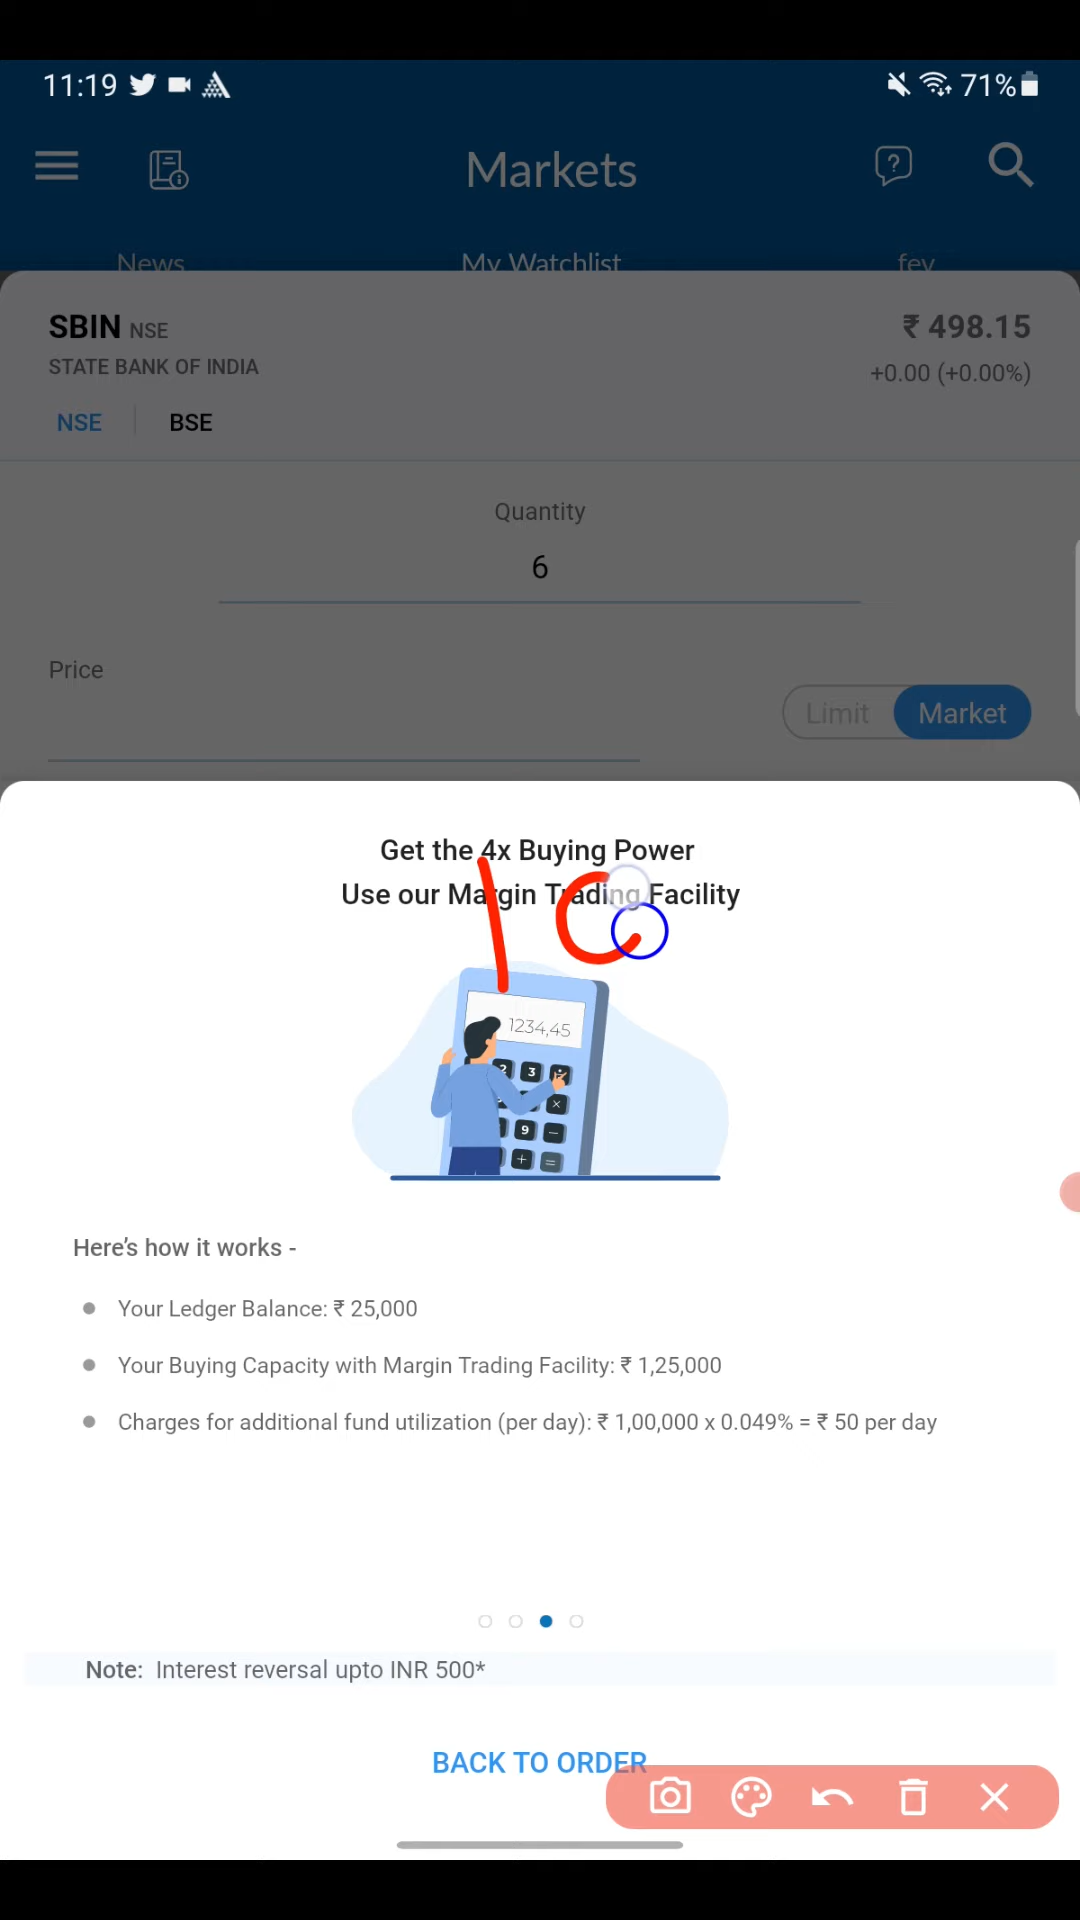 11:19 71%
Markets
News My Watchlist fev
SBIN NSE ₹ 498.15
STATE BANK OF INDIA +0.00 (+0.00%)
NSE BSE
Quantity
6
Price
Limit Market
Get the 4x Buying Power
Use our Margin Trading Facility
1234,45
2 3 ÷
×
9 −
+ =
Here’s how it works -
Your Ledger Balance: ₹ 25,000
Your Buying Capacity with Margin Trading Facility: ₹ 1,25,000
Charges for additional fund utilization (per day): ₹ 1,00,000 x 0.049% = ₹ 50 per day
Note: Interest reversal upto INR 500*
BACK TO ORDER